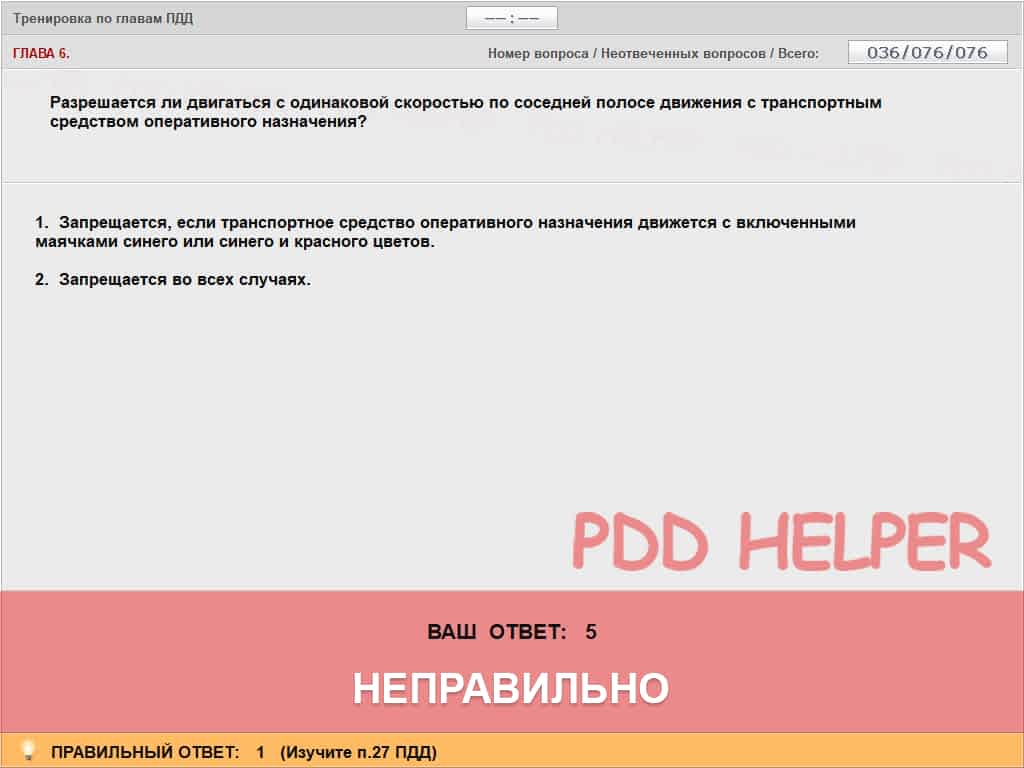 Тренировка по главам ПДД
—— : ——
ГЛАВА 6.
Номер вопроса / Неотвеченных вопросов / Всего:
036/076/076
Разрешается ли двигаться с одинаковой скоростью по соседней полосе движения с транспортным
средством оперативного назначения?
1. Запрещается, если транспортное средство оперативного назначения движется с включенными
маячками синего или синего и красного цветов.
2. Запрещается во всех случаях.
PDD HELPER
ВАШ ОТВЕТ: 5
НЕПРАВИЛЬНО
ПРАВИЛЬНЫЙ ОТВЕТ: 1 (Изучите п.27 ПДД)